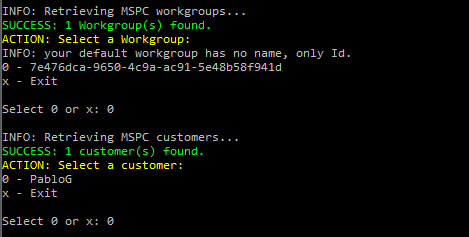 INFO: Retrieving MSPC workgroups...
SUCCESS: 1 Workgroup(s) found.
ACTION: Select a Workgroup:
INFO: your default workgroup has no name, only Id.
0 - 7e476dca-9650-4c9a-ac91-5e48b58f941d
x - Exit
Select 0 or x: 0
INFO: Retrieving MSPC customers...
SUCCESS: 1 customer(s) found.
ACTION: Select a customer:
0 - PabloG
x - Exit
Select 0 or x: 0